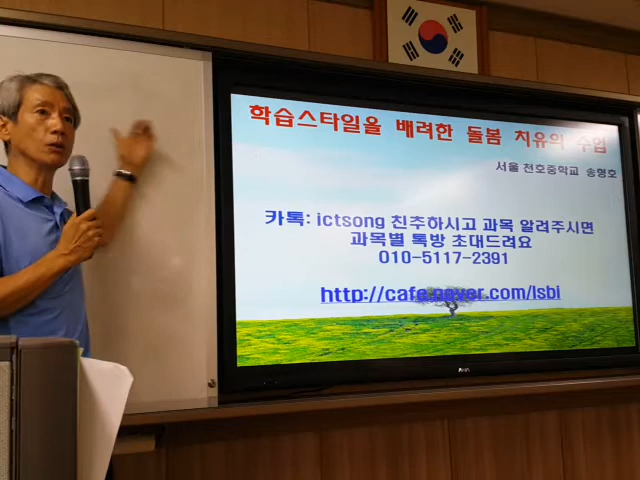 학습스타일을 배려한 돌봄 치유의 수업
서울 천호중학교 송형호
카톡: ictsong 친추하시고 과목 알려주시면
과목별 톡방 초대드려요
010-5117-2391
http://cafe.naver.com/lsbi